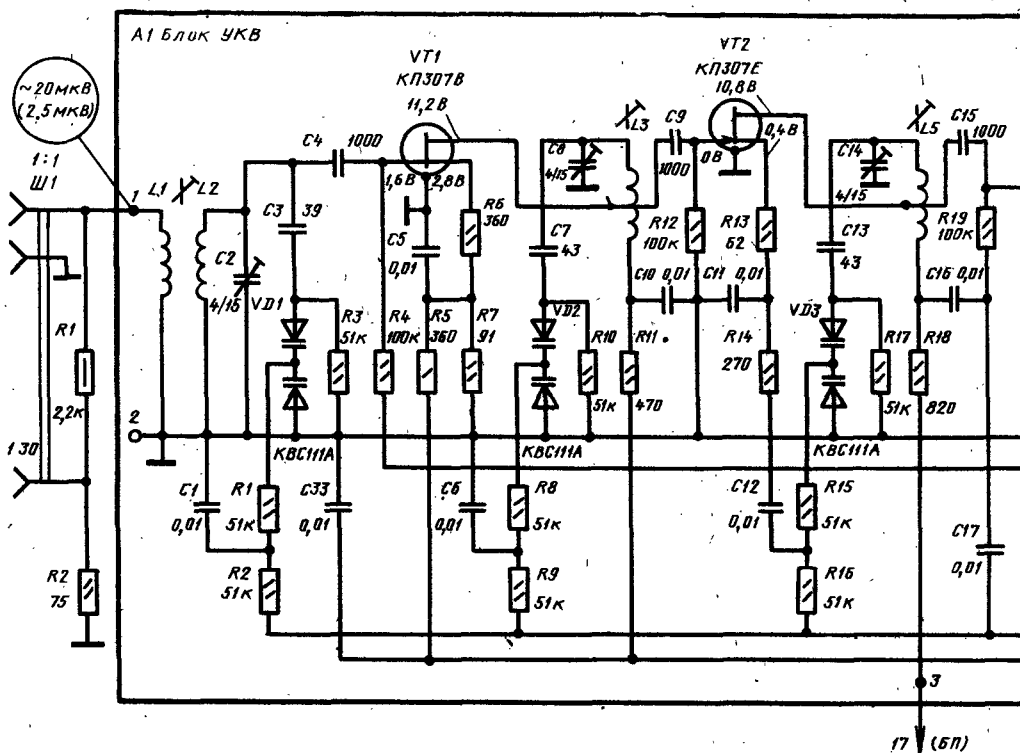 А1 Блок УКВ
~20мкВ
(2,5мкВ)
1:1
Ш1
1
L1
L2
C2
4/15
C3
39
C4
1000
VT1
КП307В
11,2В
1,6В
2,8В
C5
0,01
R6
360
C8
4/15
L3
C7
43
C9
1000
VT2
КП307Е
10,8В
0,4В
0В
R12
100к
R13
62
C10
0,01
C11
0,01
C14
4/15
L5
C15
1000
C13
43
R19
100к
C16
0,01
R1
2,2к
VD1
R3
51к
R4
100к
R5
360
R7
91
VD2
R10
51к
R11
470
R14
270
VD3
R17
51к
R18
820
2
КВС111А
КВС111А
КВС111А
1 30
C1
0,01
R1
51к
C33
0,01
C6
0,01
R8
51к
C12
0,01
R15
51к
C17
0,01
R2
75
R2
51к
R9
51к
R16
51к
3
17 (БП)